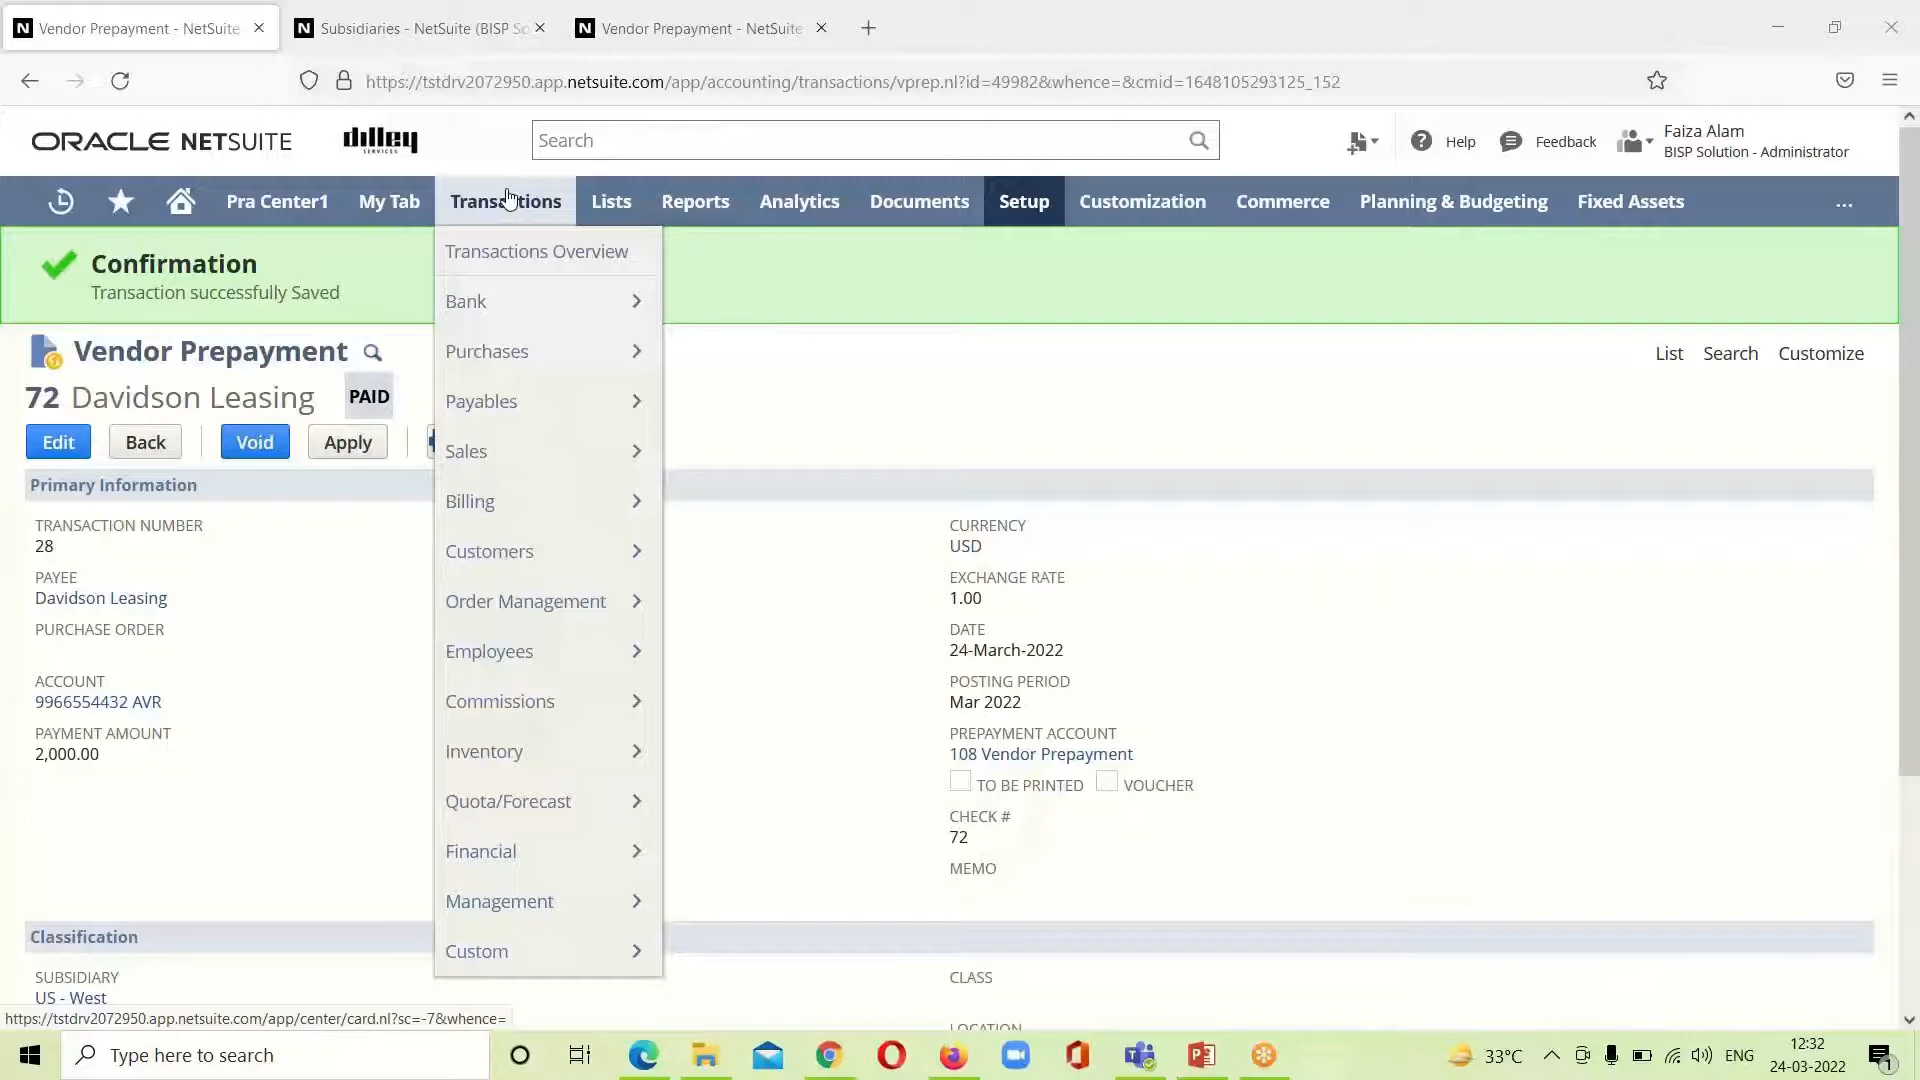 Vendor Prepayment - NetSuite
Subsidiaries - NetSuite (BISP So
Vendor Prepayment - NetSuite
https://tstdrv2072950.app.netsuite.com/app/accounting/transactions/vprep.nl?id=49982&whence=&cmid=1648105293125_152
ORACLE NETSUITE
dilley
SERVICES
Search
Help
Feedback
Faiza Alam
BISP Solution - Administrator
Pra Center1
My Tab
Transactions
Lists
Reports
Analytics
Documents
Setup
Customization
Commerce
Planning & Budgeting
Fixed Assets
...
Confirmation
Transaction successfully Saved
Transactions Overview
Bank
Purchases
Payables
Sales
Billing
Customers
Order Management
Employees
Commissions
Inventory
Quota/Forecast
Financial
Management
Custom
Vendor Prepayment
List
Search
Customize
72 Davidson Leasing PAID
Edit
Back
Void
Apply
Primary Information
TRANSACTION NUMBER
28
PAYEE
Davidson Leasing
PURCHASE ORDER
ACCOUNT
9966554432 AVR
PAYMENT AMOUNT
2,000.00
CURRENCY
USD
EXCHANGE RATE
1.00
DATE
24-March-2022
POSTING PERIOD
Mar 2022
PREPAYMENT ACCOUNT
108 Vendor Prepayment
TO BE PRINTED
VOUCHER
CHECK #
72
MEMO
Classification
SUBSIDIARY
US - West
CLASS
LOCATION
https://tstdrv2072950.app.netsuite.com/app/center/card.nl?sc=-7&whence=
Type here to search
33°C
ENG
12:32
24-03-2022
1